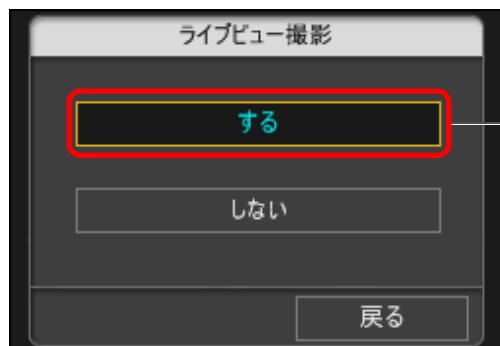 ライブビュー撮影
する
しない
戻る